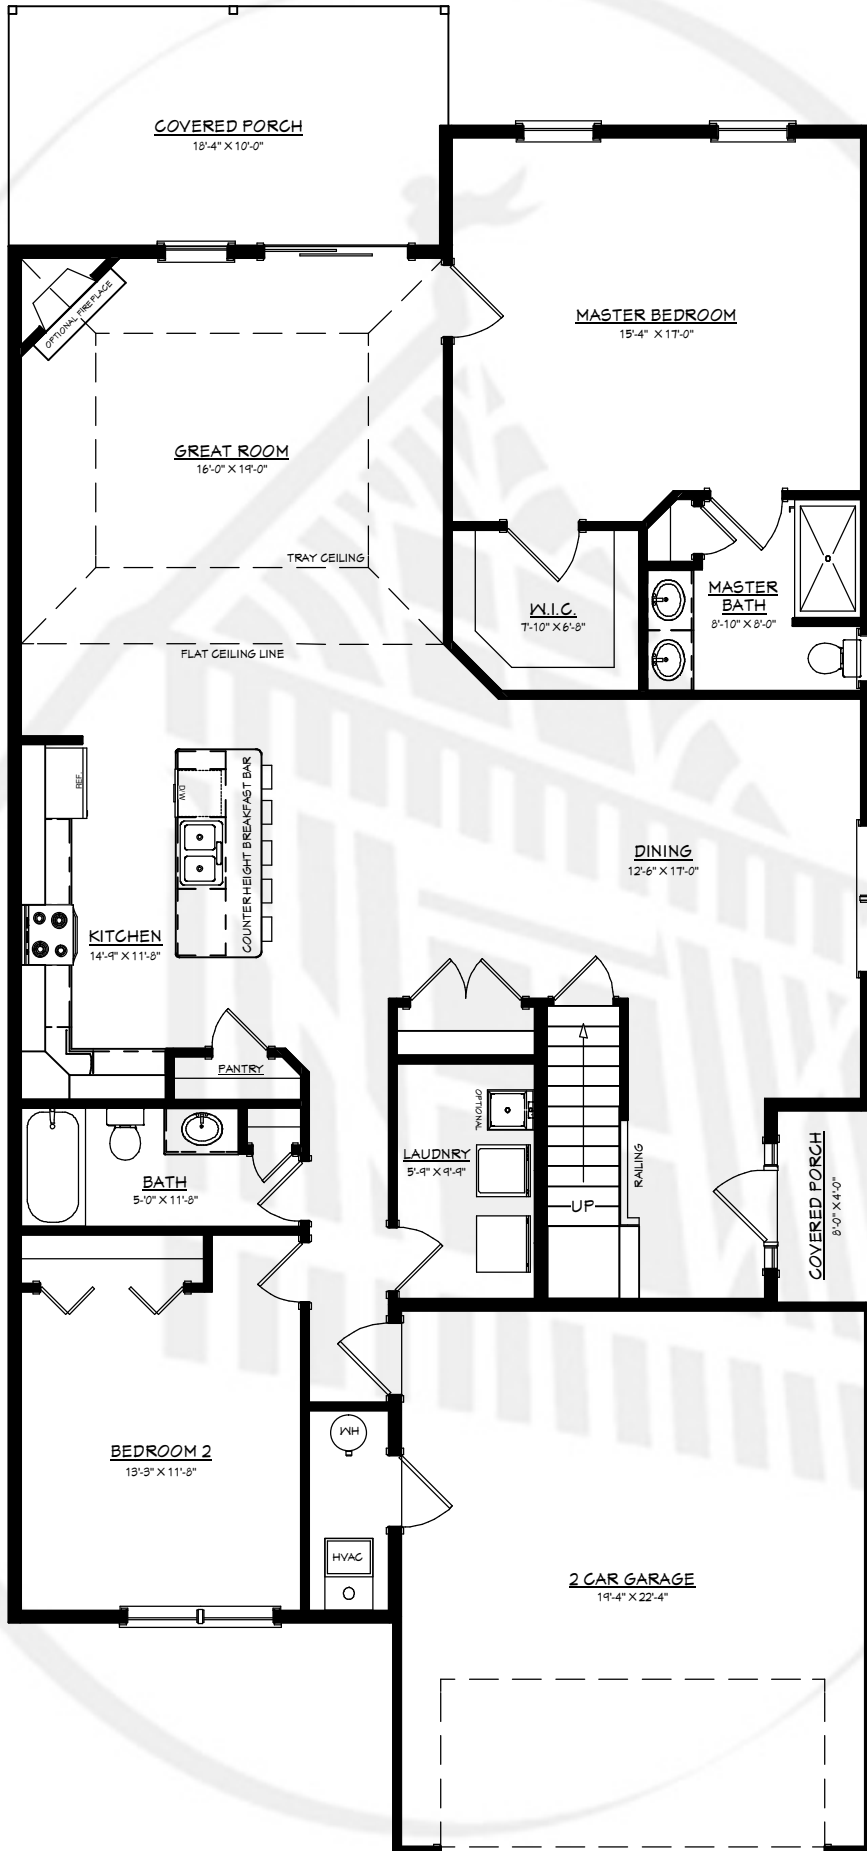 COVERED PORCH
18'-4" X 10'-0"
OPTIONAL FIREPLACE
MASTER BEDROOM
15'-4" X 17'-0"
GREAT ROOM
16'-0" X 19'-0"
TRAY CEILING
FLAT CEILING LINE
W.I.C.
7'-10" X 6'-8"
MASTER
BATH
8'-10" X 8'-0"
REF.
D/W
COUNTERHEIGHT BREAKFAST BAR
DINING
12'-6" X 17'-0"
KITCHEN
14'-9" X 11'-8"
PANTRY
OPTIONAL
LAUDNRY
5'-9" X 9'-9"
RAILING
UP
COVERED PORCH
8'-0" X 4'-0"
BATH
5'-0" X 11'-8"
BEDROOM 2
13'-3" X 11'-8"
WH
HVAC
2 CAR GARAGE
19'-4" X 22'-4"